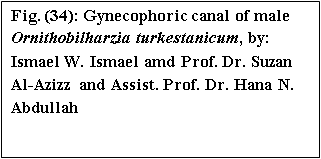 Fig. (34): Gynecophoric canal of male
Ornithobilharzia turkestanicum, by:
Ismael W. Ismael amd Prof. Dr. Suzan
Al-Azizz and Assist. Prof. Dr. Hana N.
Abdullah